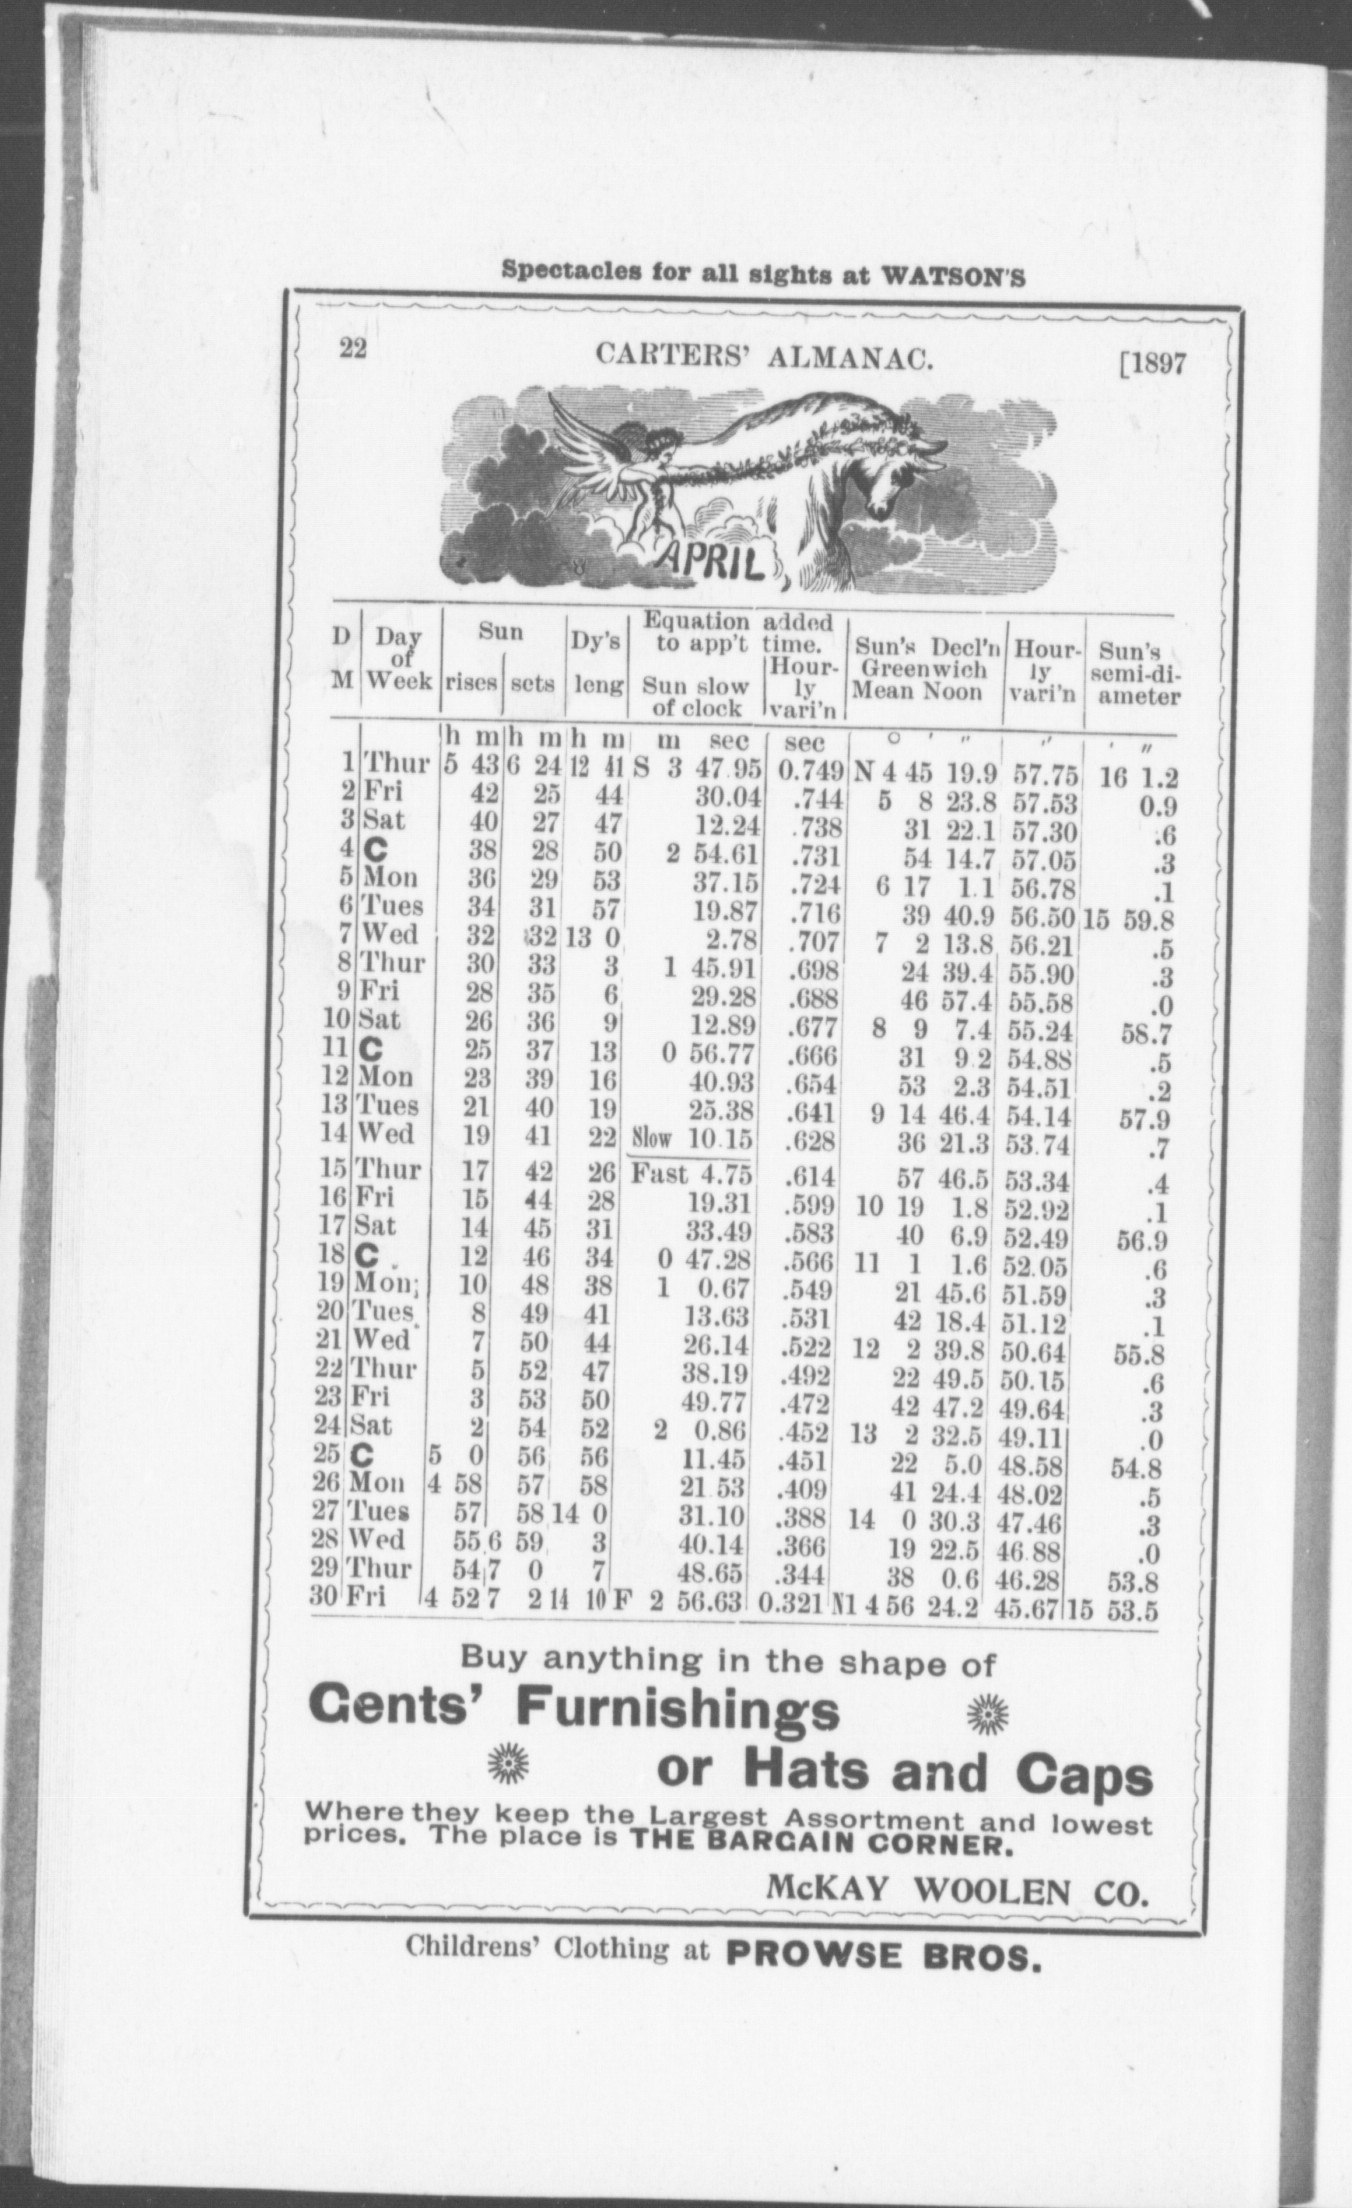 Spectacles for all sights at WATSON'S
22 CARTERS' ALMANAC. [1897
APRIL
D M | Day of Week | Sun rises | sets | Dy's leng | Equation added to app't time. Sun slow of clock | Hour-ly vari'n | Sun's Decl'n Greenwich Mean Noon | Hour-ly vari'n | Sun's semi-di-ameter
h m h m h m m sec sec ° ' " " ' "
1 Thur 5 43 6 24 12 41 S 3 47.95 0.749 N 4 45 19.9 57.75 16 1.2
2 Fri 42 25 44 30.04 .744 5 8 23.8 57.53 0.9
3 Sat 40 27 47 12.24 .738 31 22.1 57.30 .6
4 C 38 28 50 2 54.61 .731 54 14.7 57.05 .3
5 Mon 36 29 53 37.15 .724 6 17 1.1 56.78 .1
6 Tues 34 31 57 19.87 .716 39 40.9 56.50 15 59.8
7 Wed 32 32 13 0 2.78 .707 7 2 13.8 56.21 .5
8 Thur 30 33 3 1 45.91 .698 24 39.4 55.90 .3
9 Fri 28 35 6 29.28 .688 46 57.4 55.58 .0
10 Sat 26 36 9 12.89 .677 8 9 7.4 55.24 58.7
11 C 25 37 13 0 56.77 .666 31 9.2 54.88 .5
12 Mon 23 39 16 40.93 .654 53 2.3 54.51 .2
13 Tues 21 40 19 25.38 .641 9 14 46.4 54.14 57.9
14 Wed 19 41 22 Slow 10.15 .628 36 21.3 53.74 .7
15 Thur 17 42 26 Fast 4.75 .614 57 46.5 53.34 .4
16 Fri 15 44 28 19.31 .599 10 19 1.8 52.92 .1
17 Sat 14 45 31 33.49 .583 40 6.9 52.49 56.9
18 C 12 46 34 0 47.28 .566 11 1 1.6 52.05 .6
19 Mon 10 48 38 1 0.67 .549 21 45.6 51.59 .3
20 Tues 8 49 41 13.63 .531 42 18.4 51.12 .1
21 Wed 7 50 44 26.14 .522 12 2 39.8 50.64 55.8
22 Thur 5 52 47 38.19 .492 22 49.5 50.15 .6
23 Fri 3 53 50 49.77 .472 42 47.2 49.64 .3
24 Sat 2 54 52 2 0.86 .452 13 2 32.5 49.11 .0
25 C 5 0 56 56 11.45 .451 22 5.0 48.58 54.8
26 Mon 4 58 57 58 21.53 .409 41 24.4 48.02 .5
27 Tues 57 58 14 0 31.10 .388 14 0 30.3 47.46 .3
28 Wed 55 6 59 3 40.14 .366 19 22.5 46.88 .0
29 Thur 54 7 0 7 48.65 .344 38 0.6 46.28 53.8
30 Fri 4 52 7 2 14 10 F 2 56.63 0.321 N1 4 56 24.2 45.67 15 53.5
Buy anything in the shape of
Gents' Furnishings
or Hats and Caps
Where they keep the Largest Assortment and lowest
prices. The place is THE BARGAIN CORNER.
McKAY WOOLEN CO.
Childrens' Clothing at PROWSE BROS.